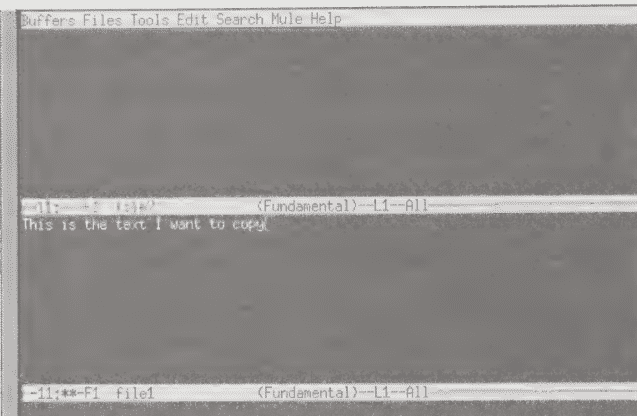 Buffers Files Tools Edit Search Mule Help
(Fundamental)--L1--All
This is the text I want to copy
-11:**-F1 file1 (Fundamental)--L1--All